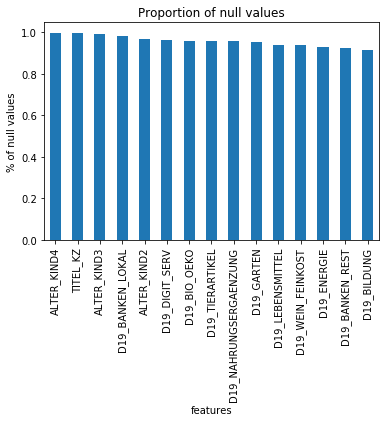 Proportion of null values
% of null values
1.0
0.8
0.6
0.4
0.2
0.0
ALTER_KIND4
TITEL_KZ
ALTER_KIND3
D19_BANKEN_LOKAL
ALTER_KIND2
D19_DIGIT_SERV
D19_BIO_OEKO
D19_TIERARTIKEL
D19_NAHRUNGSERGAENZUNG
D19_GARTEN
D19_LEBENSMITTEL
D19_WEIN_FEINKOST
D19_ENERGIE
D19_BANKEN_REST
D19_BILDUNG
features